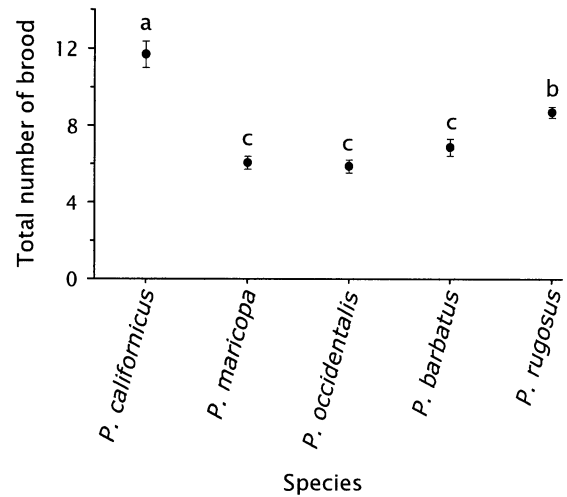 Total number of brood
12
8
4
0
a
c
c
c
b
P. californicus
P. maricopa
P. occidentalis
P. barbatus
P. rugosus
Species